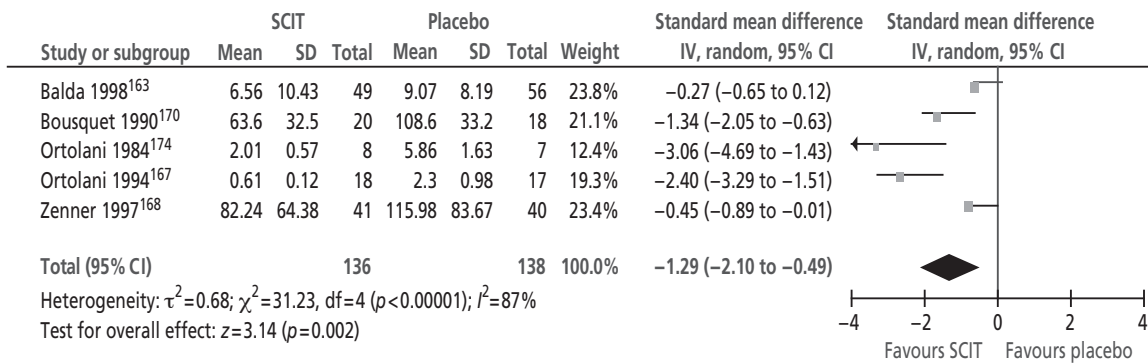 SCIT Placebo Standard mean difference Standard mean difference
Study or subgroup Mean SD Total Mean SD Total Weight IV, random, 95% CI IV, random, 95% CI
Balda 1998¹⁶³ 6.56 10.43 49 9.07 8.19 56 23.8% −0.27 (−0.65 to 0.12)
Bousquet 1990¹⁷⁰ 63.6 32.5 20 108.6 33.2 18 21.1% −1.34 (−2.05 to −0.63)
Ortolani 1984¹⁷⁴ 2.01 0.57 8 5.86 1.63 7 12.4% −3.06 (−4.69 to −1.43)
Ortolani 1994¹⁶⁷ 0.61 0.12 18 2.3 0.98 17 19.3% −2.40 (−3.29 to −1.51)
Zenner 1997¹⁶⁸ 82.24 64.38 41 115.98 83.67 40 23.4% −0.45 (−0.89 to −0.01)
Total (95% CI) 136 138 100.0% −1.29 (−2.10 to −0.49)
Heterogeneity: τ²=0.68; χ²=31.23, df=4 (p<0.00001); I²=87%
Test for overall effect: z=3.14 (p=0.002)
−4 −2 0 2 4
Favours SCIT Favours placebo